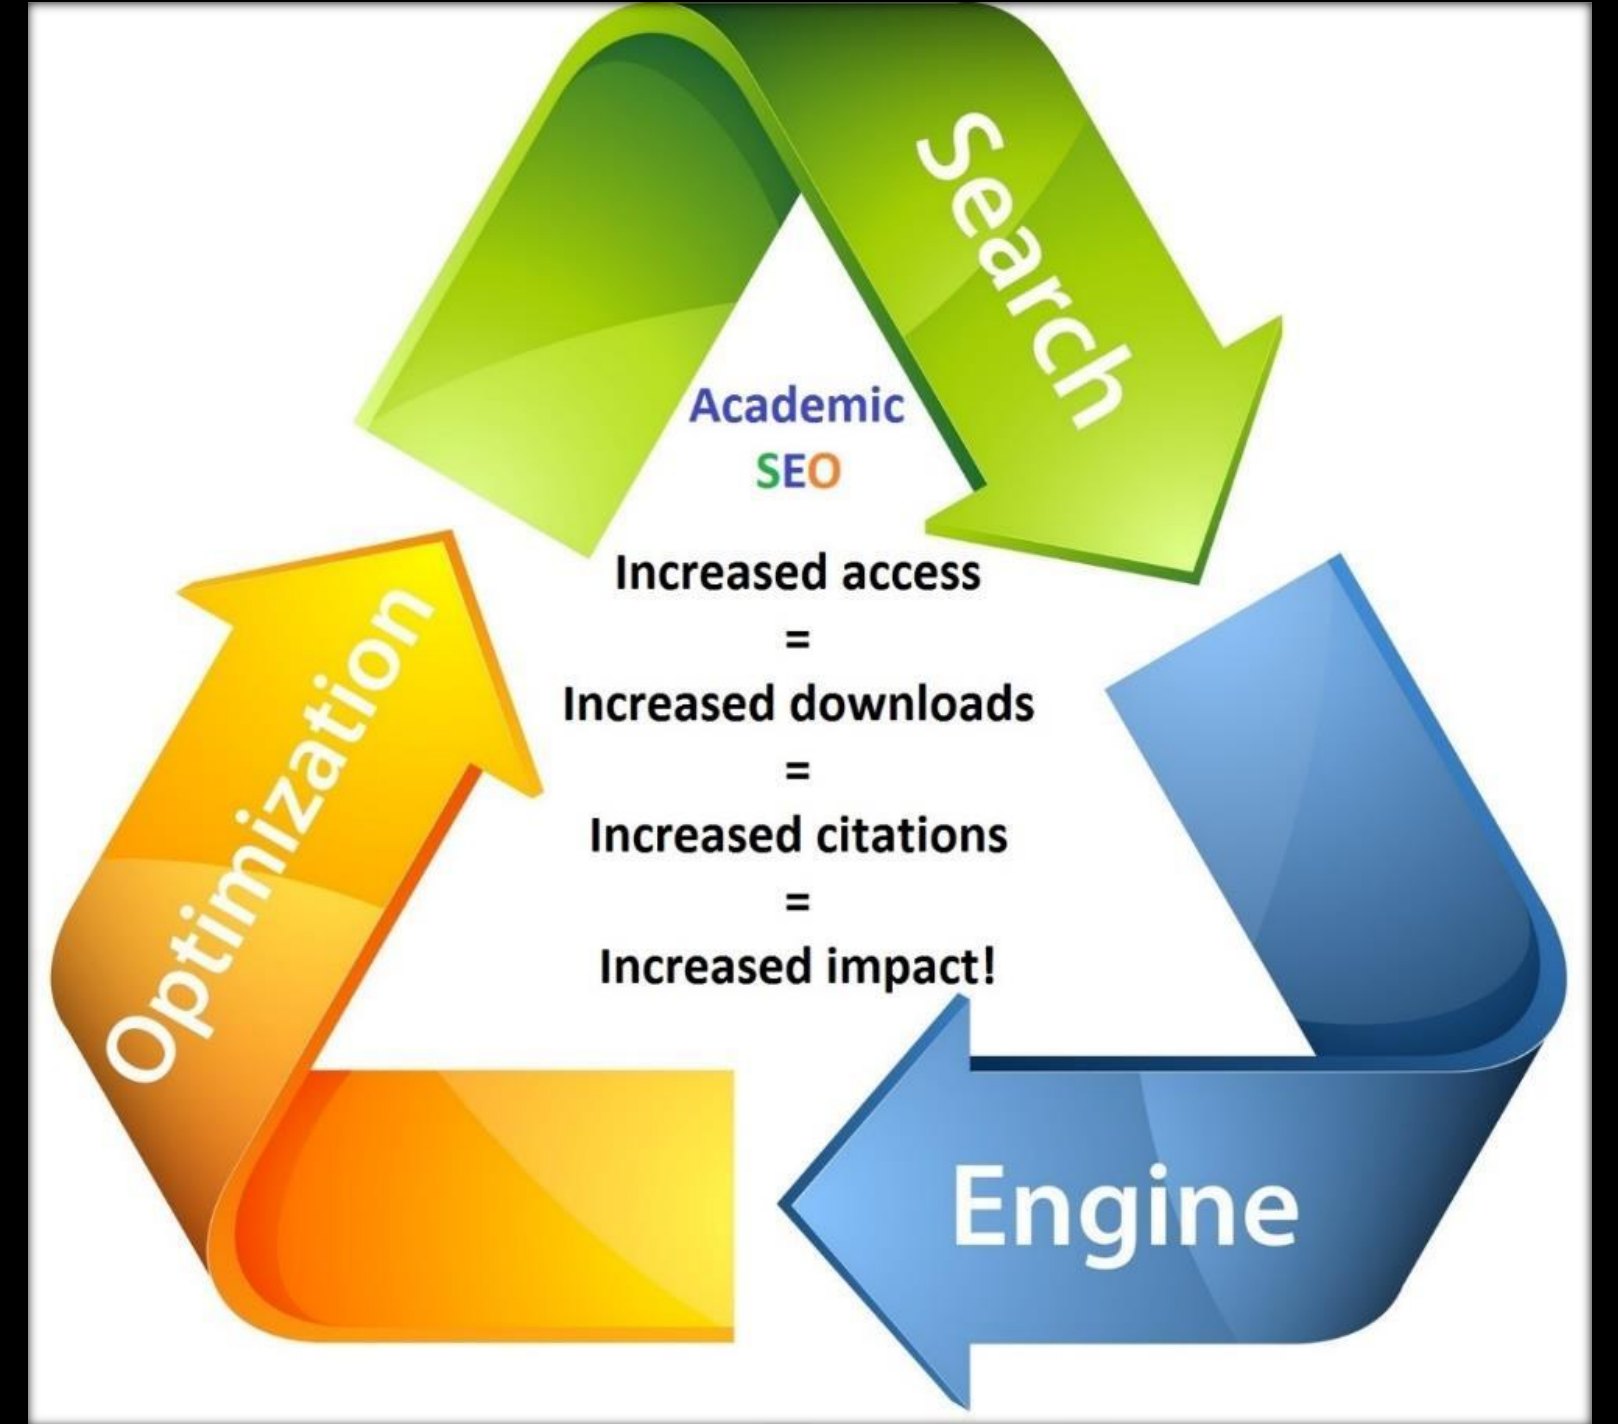 Search
Academic
SEO
Increased access
=
Increased downloads
=
Increased citations
=
Increased impact!
Optimization
Engine